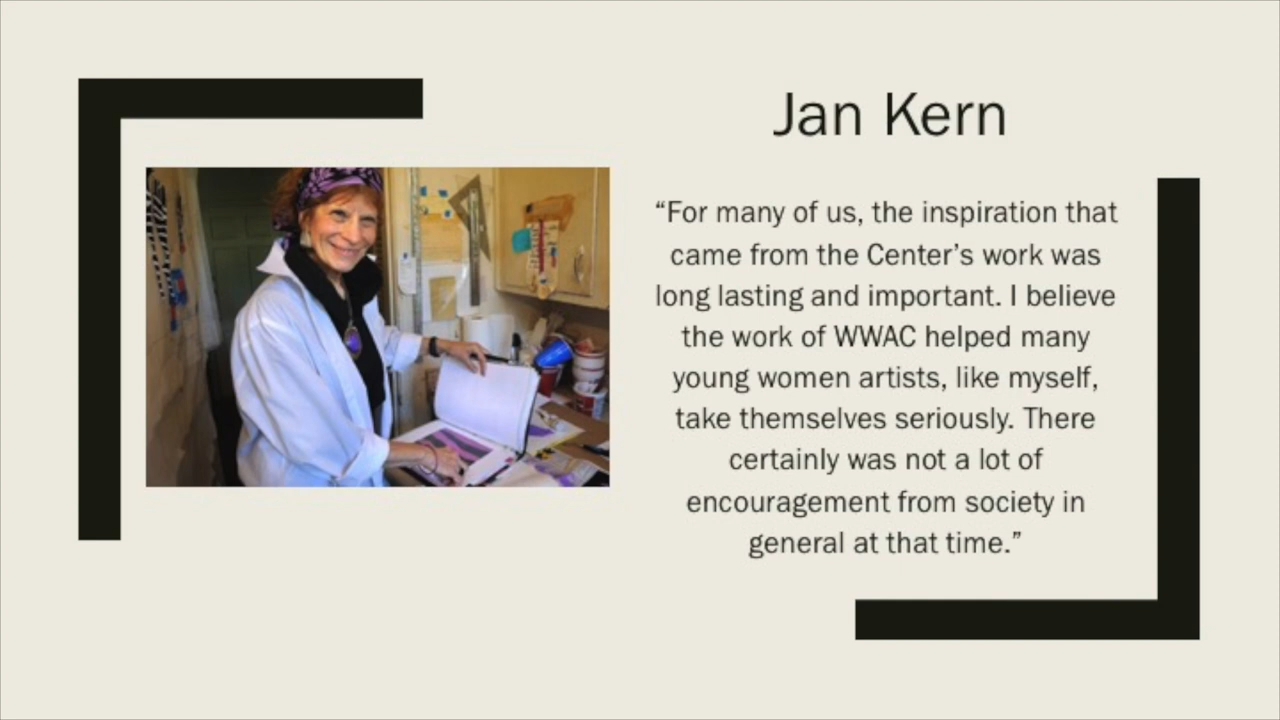 Jan Kern
“For many of us, the inspiration that
came from the Center’s work was
long lasting and important. I believe
the work of WWAC helped many
young women artists, like myself,
take themselves seriously. There
certainly was not a lot of
encouragement from society in
general at that time.”